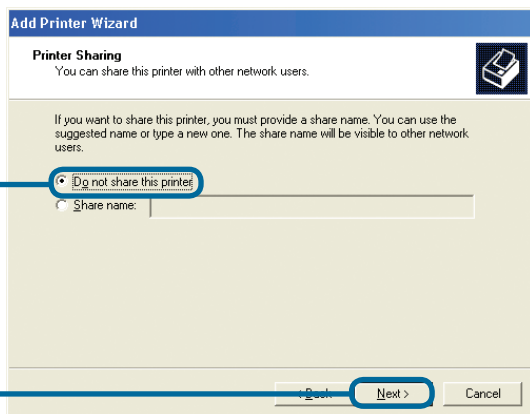 Add Printer Wizard
Printer Sharing
You can share this printer with other network users.
If you want to share this printer, you must provide a share name. You can use the
suggested name or type a new one. The share name will be visible to other network
users.
Do not share this printer
Share name:
< Back Next > Cancel